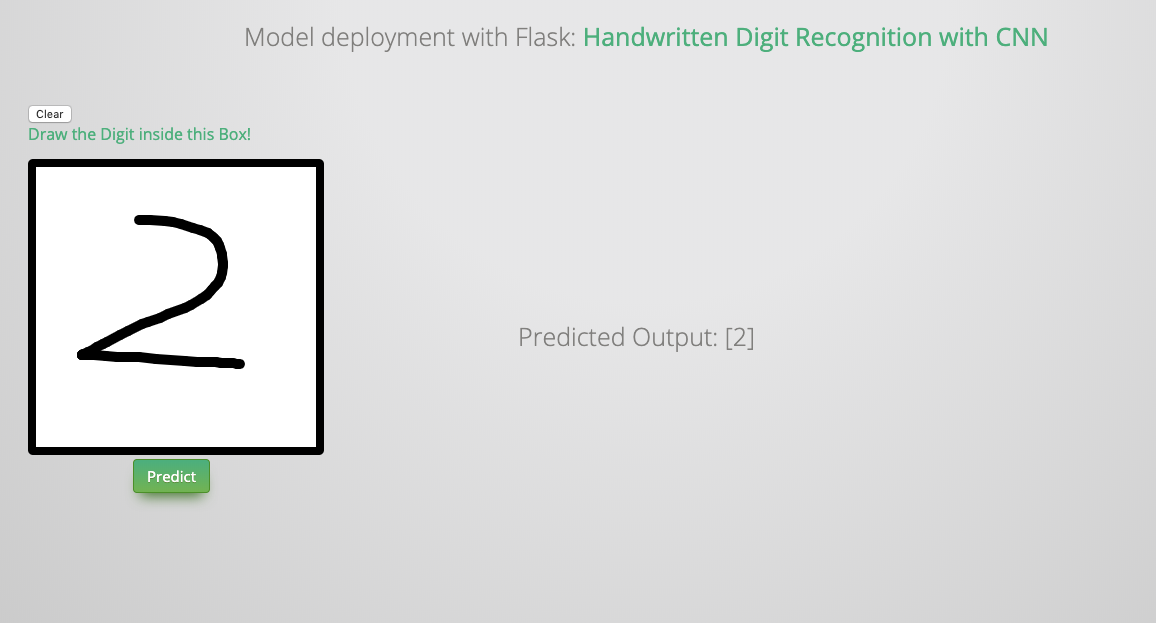 Model deployment with Flask: Handwritten Digit Recognition with CNN
Clear
Draw the Digit inside this Box!
2
Predicted Output: [2]
Predict